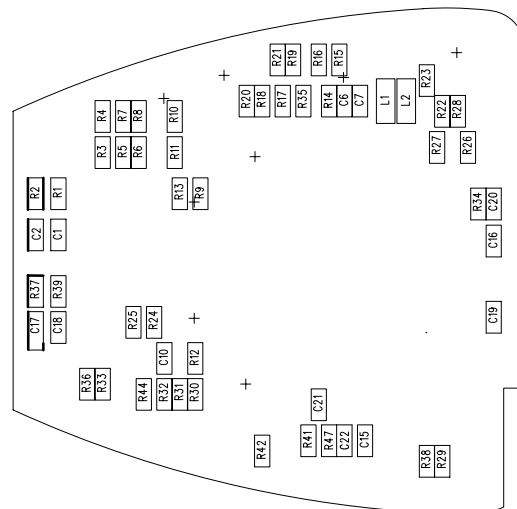 R21 R19 R16 R15
R23
R20 R18 R17 R35 R14 C6 C7 L1 L2
R22 R28
R4 R7 R8 R10
R3 R5 R6 R11
R27 R26
R2 R1 R13 R9
R34 C20
C2 C1 C16
R37 R39
C17 C18 R25 R24 C19
C10 R12
R36 R33 R44 R32 R31 R30
C21
R42 R41 R47 C22 C15
R38 R29